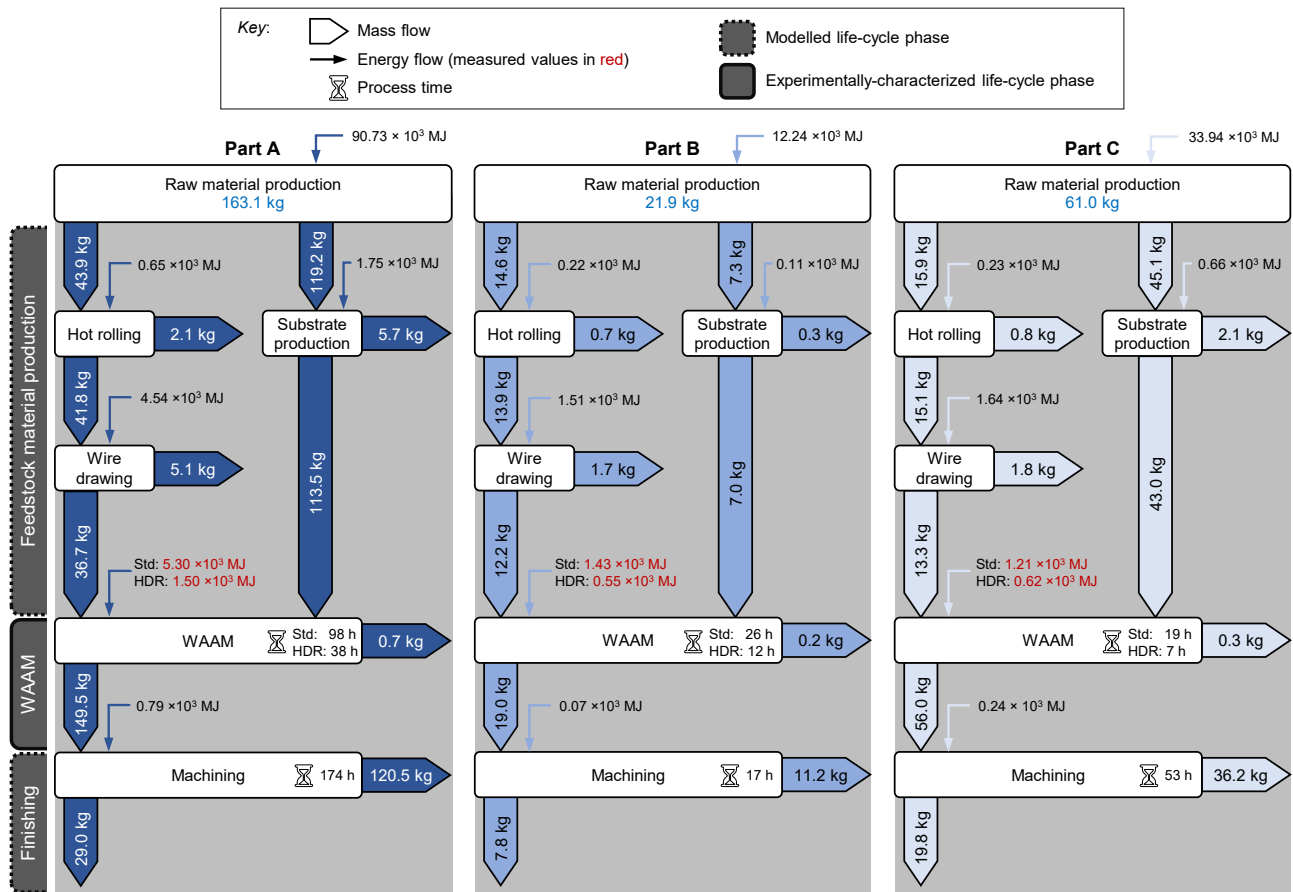 Key:
Mass flow
Energy flow (measured values in red)
Process time
Modelled life-cycle phase
Experimentally-characterized life-cycle phase
Feedstock material production
WAAM
Finishing
Part A
90.73 × 10³ MJ
Raw material production
163.1 kg
43.9 kg
0.65 ×10³ MJ
119.2 kg
1.75 ×10³ MJ
Hot rolling
2.1 kg
Substrate
production
5.7 kg
41.8 kg
4.54 ×10³ MJ
Wire
drawing
5.1 kg
113.5 kg
36.7 kg
Std: 5.30 ×10³ MJ
HDR: 1.50 ×10³ MJ
WAAM
Std: 98 h
HDR: 38 h
0.7 kg
149.5 kg
0.79 ×10³ MJ
Machining
174 h
120.5 kg
29.0 kg
Part B
12.24 ×10³ MJ
Raw material production
21.9 kg
14.6 kg
0.22 ×10³ MJ
7.3 kg
0.11 ×10³ MJ
Hot rolling
0.7 kg
Substrate
production
0.3 kg
13.9 kg
1.51 ×10³ MJ
Wire
drawing
1.7 kg
7.0 kg
12.2 kg
Std: 1.43 ×10³ MJ
HDR: 0.55 ×10³ MJ
WAAM
Std: 26 h
HDR: 12 h
0.2 kg
19.0 kg
0.07 ×10³ MJ
Machining
17 h
11.2 kg
7.8 kg
Part C
33.94 ×10³ MJ
Raw material production
61.0 kg
15.9 kg
0.23 ×10³ MJ
45.1 kg
0.66 ×10³ MJ
Hot rolling
0.8 kg
Substrate
production
2.1 kg
15.1 kg
1.64 ×10³ MJ
Wire
drawing
1.8 kg
43.0 kg
13.3 kg
Std: 1.21 ×10³ MJ
HDR: 0.62 ×10³ MJ
WAAM
Std: 19 h
HDR: 7 h
0.3 kg
56.0 kg
0.24 × 10³ MJ
Machining
53 h
36.2 kg
19.8 kg